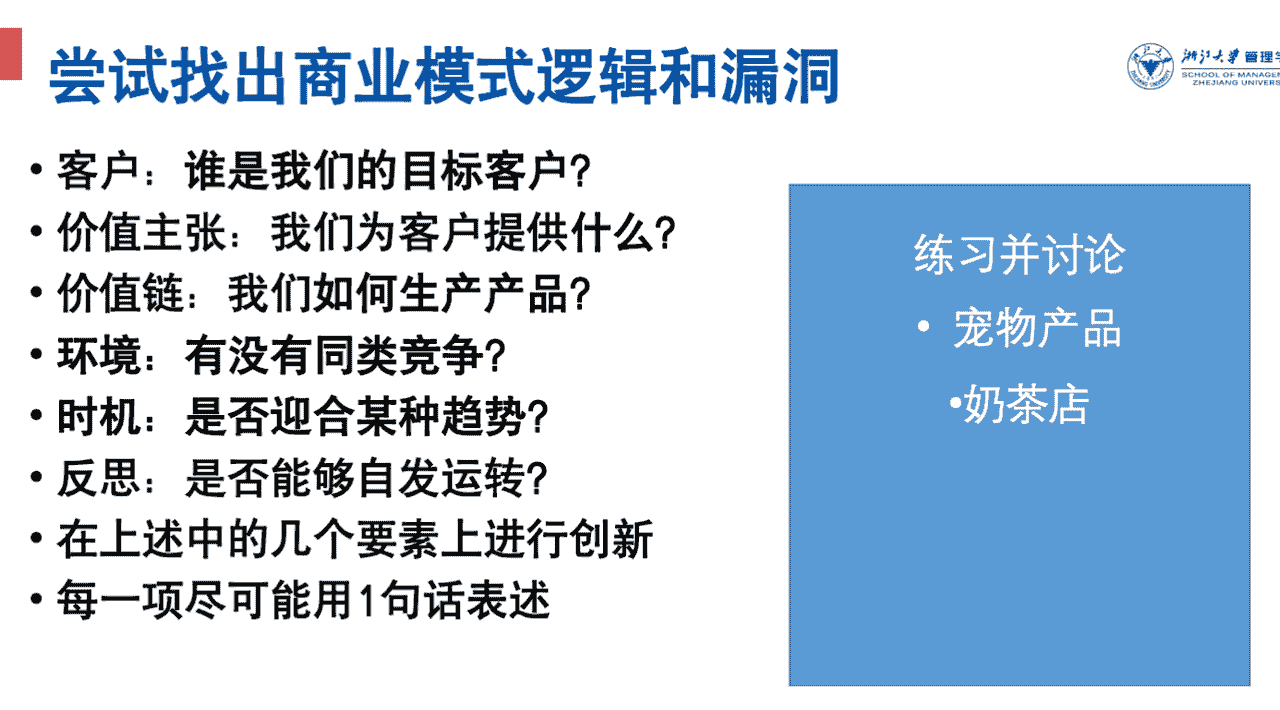 尝试找出商业模式逻辑和漏洞
浙江大学 管理学
SCHOOL OF MANAGEM
ZHEJIANG UNIVERSI
• 客户：谁是我们的目标客户？
• 价值主张：我们为客户提供什么？
• 价值链：我们如何生产产品？
• 环境：有没有同类竞争？
• 时机：是否迎合某种趋势？
• 反思：是否能够自发运转？
• 在上述中的几个要素上进行创新
• 每一项尽可能用1句话表述
练习并讨论
• 宠物产品
•奶茶店